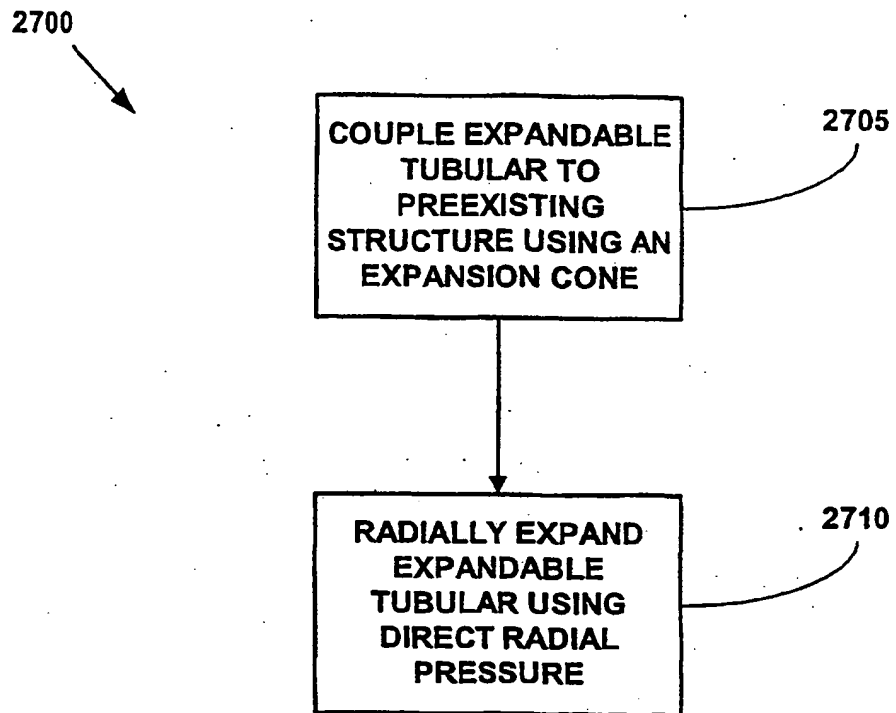 2700
COUPLE EXPANDABLE
TUBULAR TO
PREEXISTING
STRUCTURE USING AN
EXPANSION CONE
2705
RADIALLY EXPAND
EXPANDABLE
TUBULAR USING
DIRECT RADIAL
PRESSURE
2710